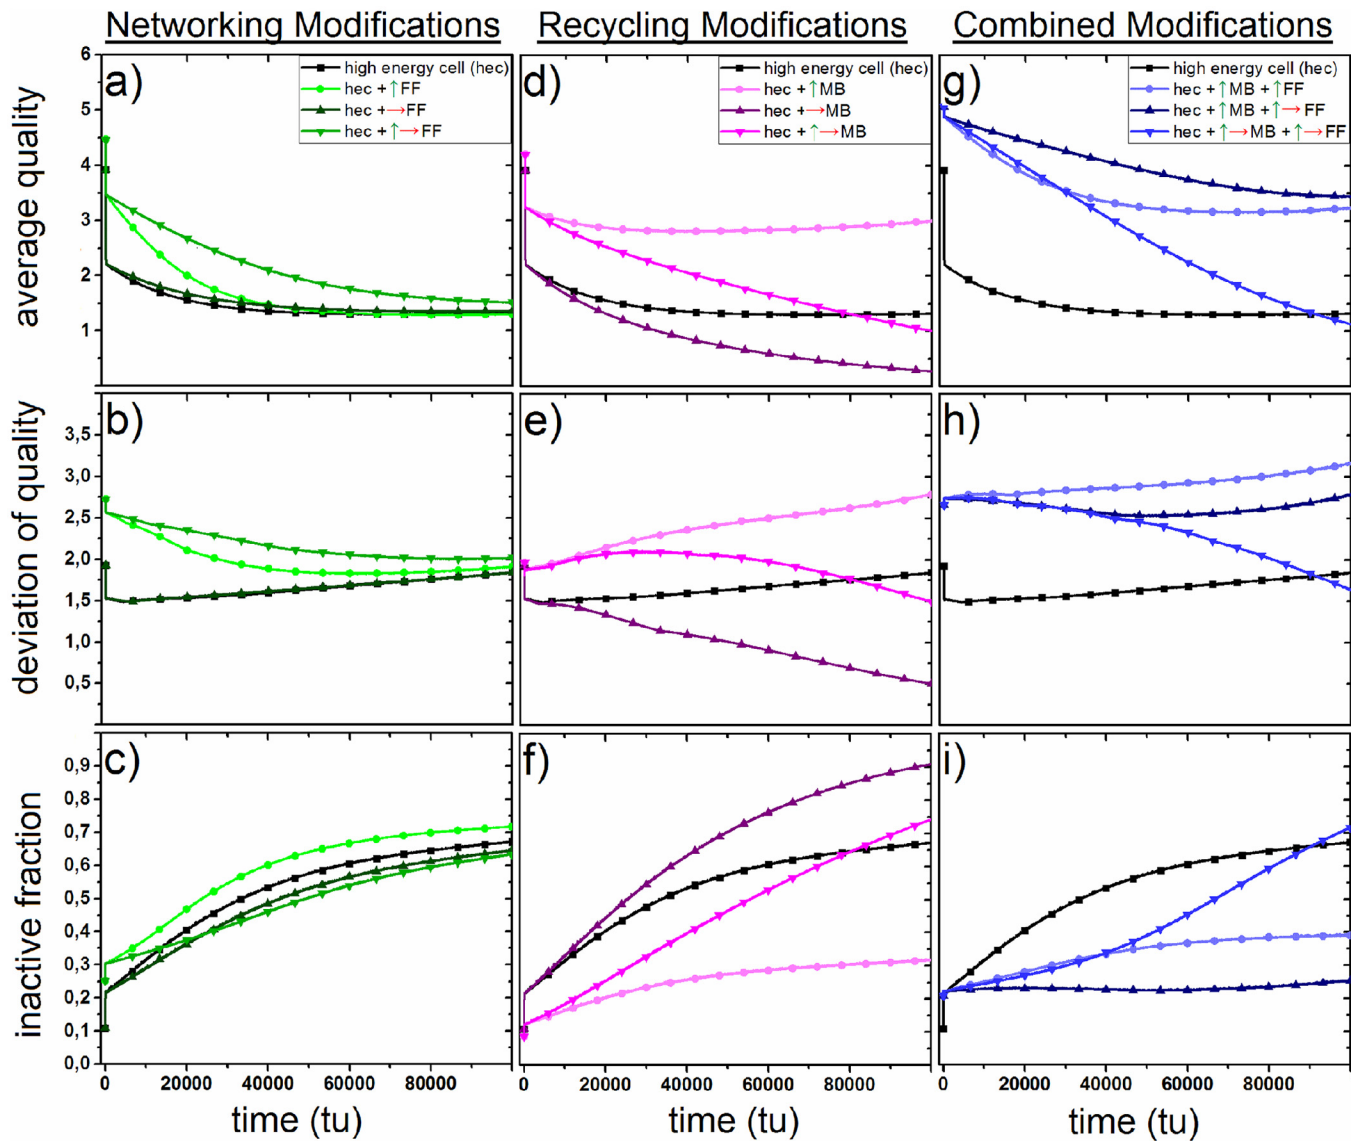 Networking Modifications
Recycling Modifications
Combined Modifications
average quality
6
5
4
3
2
1
a)
high energy cell (hec)
hec + ↑FF
hec + →FF
hec + ↑→FF
d)
high energy cell (hec)
hec + ↑MB
hec + →MB
hec + ↑→MB
g)
high energy cell (hec)
hec + ↑MB + ↑FF
hec + ↑MB + ↑→FF
hec + ↑→MB + ↑→FF
deviation of quality
3,5
3,0
2,5
2,0
1,5
1,0
0,5
b)
e)
h)
inactive fraction
0,9
0,8
0,7
0,6
0,5
0,4
0,3
0,2
0,1
0,0
c)
f)
i)
0 20000 40000 60000 80000
0 20000 40000 60000 80000
0 20000 40000 60000 80000
time (tu)
time (tu)
time (tu)